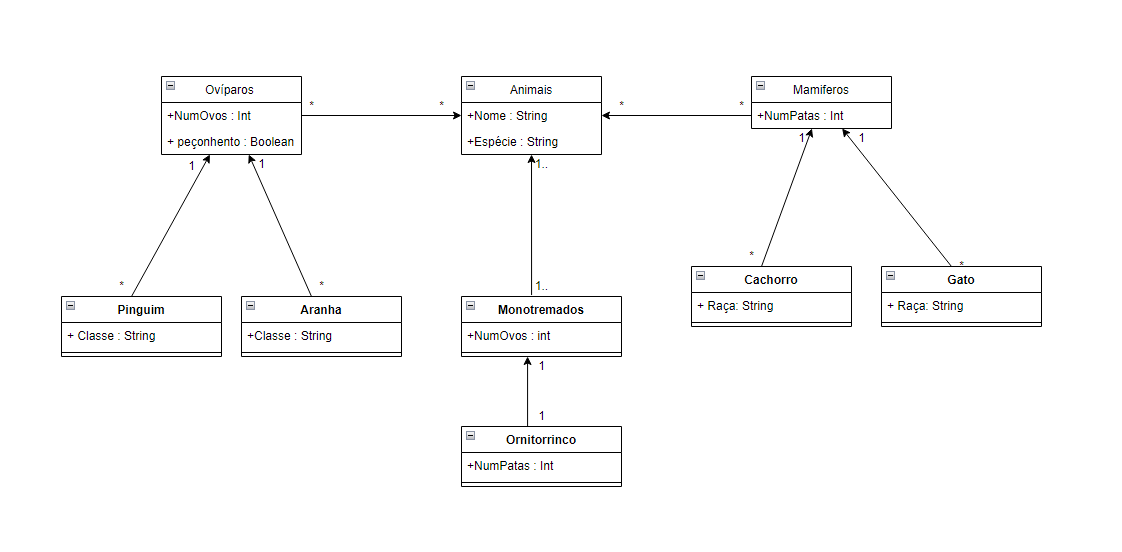 Ovíparos
+NumOvos : Int
+ peçonhento : Boolean
*
*
Animais
+Nome : String
+Espécie : String
*
*
Mamiferos
+NumPatas : Int
1
1
1..
1
1
*
*
1..
*
*
Pinguim
+ Classe : String
Aranha
+Classe : String
Monotremados
+NumOvos : int
Cachorro
+ Raça: String
Gato
+ Raça: String
1
1
Ornitorrinco
+NumPatas : Int